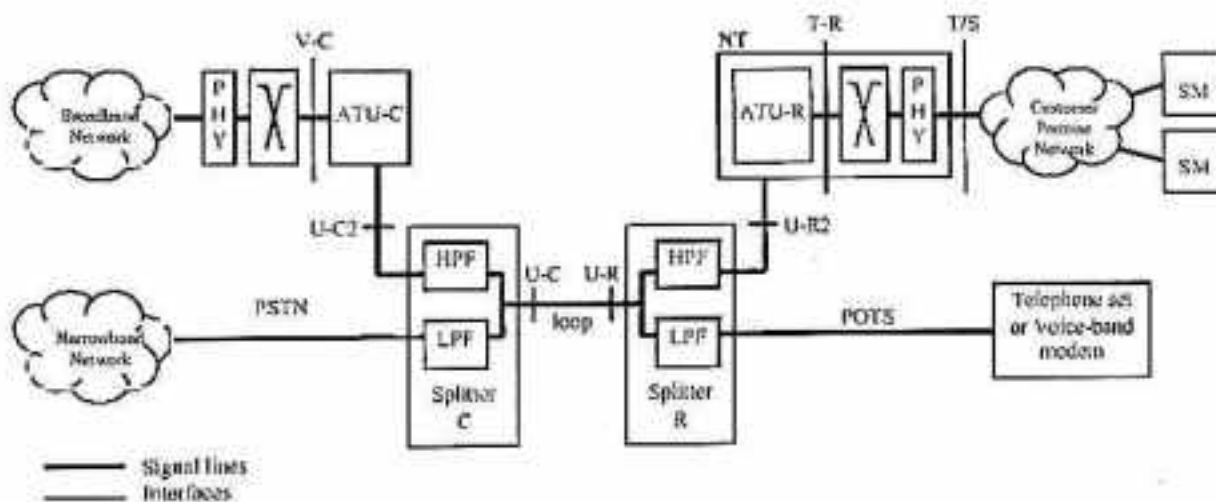 V-C
NT
T-R
T/S
Broadband
Network
P
H
Y
ATU-C
ATU-R
P
H
Y
Customer
Premise
Network
SM
SM
U-C2
U-R2
HPF
U-C
U-R
HPF
PSTN
loop
POTS
Narrowband
Network
LPF
LPF
Telephone set
or Voice-band
modem
Splitter
C
Splitter
R
Signal lines
Interfaces